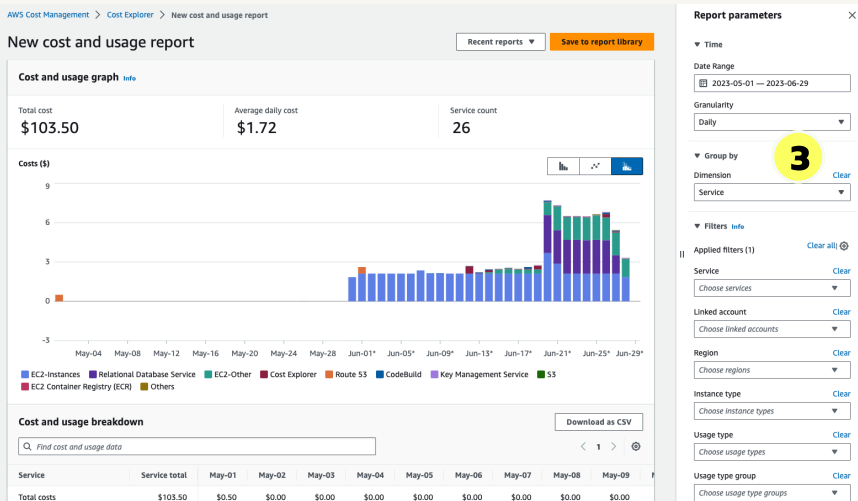 AWS Cost Management > Cost Explorer > New cost and usage report
New cost and usage report
Recent reports ▼
Save to report library
Cost and usage graph Info
Total cost
$103.50
Average daily cost
$1.72
Service count
26
Costs ($)
9
6
3
0
-3
May-04 May-08 May-12 May-16 May-20 May-24 May-28 Jun-01* Jun-05* Jun-09* Jun-13* Jun-17* Jun-21* Jun-25* Jun-29*
EC2-Instances Relational Database Service EC2-Other Cost Explorer Route 53 CodeBuild Key Management Service S3
EC2 Container Registry (ECR) Others
Cost and usage breakdown
Download as CSV
Find cost and usage data
< 1 >
Service Service total May-01 May-02 May-03 May-04 May-05 May-06 May-07 May-08 May-09
Total costs $103.50 $0.50 $0.00 $0.00 $0.00 $0.00 $0.00 $0.00 $0.00 $0.00
Report parameters
▼ Time
Date Range
2023-05-01 — 2023-06-29
Granularity
Daily
▼ Group by
3
Dimension Clear
Service
▼ Filters Info
Applied filters (1) Clear all
Service Clear
Choose services
Linked account Clear
Choose linked accounts
Region Clear
Choose regions
Instance type Clear
Choose instance types
Usage type Clear
Choose usage types
Usage type group Clear
Choose usage type groups